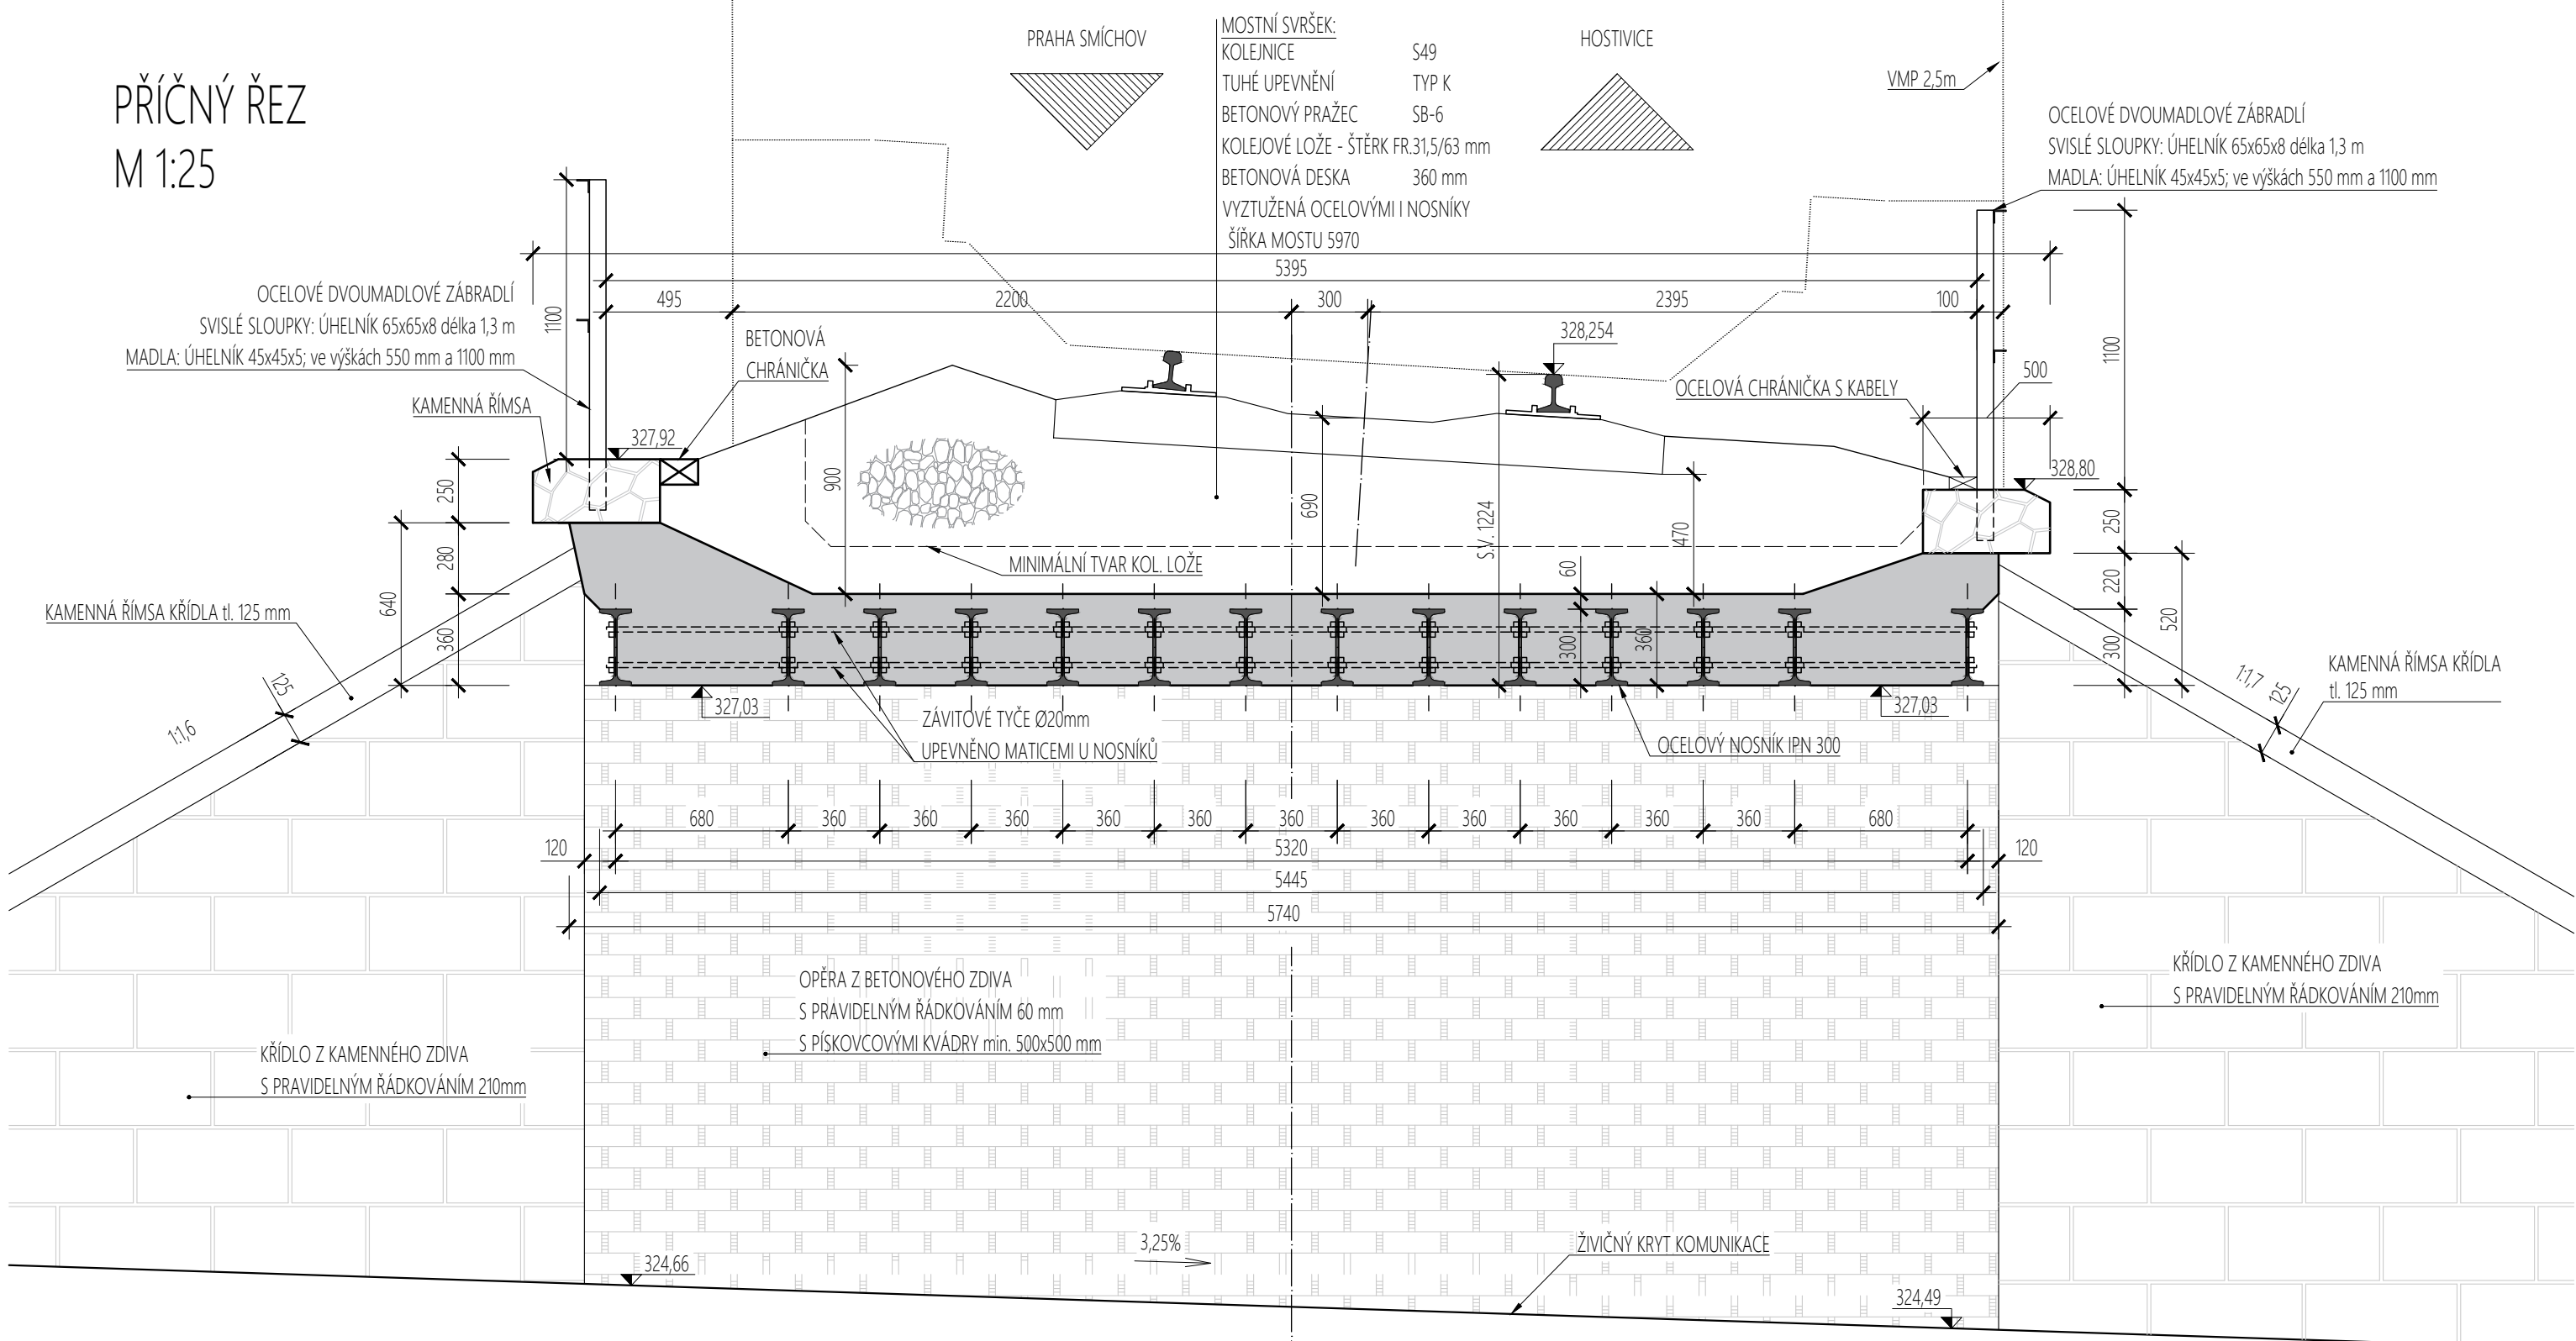 PŘÍČNÝ ŘEZ
M 1:25
PRAHA SMÍCHOV
HOSTIVICE
MOSTNÍ SVRŠEK:
KOLEJNICE S49
TUHÉ UPEVNĚNÍ TYP K
BETONOVÝ PRAŽEC SB-6
KOLEJOVÉ LOŽE - ŠTĚRK FR.31,5/63 mm
BETONOVÁ DESKA 360 mm
VYZTUŽENÁ OCELOVÝMI I NOSNÍKY
ŠÍŘKA MOSTU 5970
VMP 2,5m
OCELOVÉ DVOUMADLOVÉ ZÁBRADLÍ
SVISLÉ SLOUPKY: ÚHELNÍK 65x65x8 délka 1,3 m
MADLA: ÚHELNÍK 45x45x5; ve výškách 550 mm a 1100 mm
5395
495 2200 300 2395 100
OCELOVÉ DVOUMADLOVÉ ZÁBRADLÍ
SVISLÉ SLOUPKY: ÚHELNÍK 65x65x8 délka 1,3 m
MADLA: ÚHELNÍK 45x45x5; ve výškách 550 mm a 1100 mm
1100
BETONOVÁ
CHRÁNIČKA
328,254
1100
500
OCELOVÁ CHRÁNIČKA S KABELY
KAMENNÁ ŘÍMSA
327,92
328,80
250
280
640
360
900
690
S.V. 1224
470
60
300
360
250
220
520
300
MINIMÁLNÍ TVAR KOL. LOŽE
KAMENNÁ ŘÍMSA KŘÍDLA tl. 125 mm
125
1:1,6
327,03
327,03
ZÁVITOVÉ TYČE Ø20mm
UPEVNĚNO MATICEMI U NOSNÍKŮ
OCELOVÝ NOSNÍK IPN 300
1:1,7
125
KAMENNÁ ŘÍMSA KŘÍDLA
tl. 125 mm
680 360 360 360 360 360 360 360 360 360 360 360 680
120 5320 120
5445
5740
OPĚRA Z BETONOVÉHO ZDIVA
S PRAVIDELNÝM ŘÁDKOVÁNÍM 60 mm
S PÍSKOVCOVÝMI KVÁDRY min. 500x500 mm
KŘÍDLO Z KAMENNÉHO ZDIVA
S PRAVIDELNÝM ŘÁDKOVÁNÍM 210mm
KŘÍDLO Z KAMENNÉHO ZDIVA
S PRAVIDELNÝM ŘÁDKOVÁNÍM 210mm
3,25%
ŽIVIČNÝ KRYT KOMUNIKACE
324,66
324,49